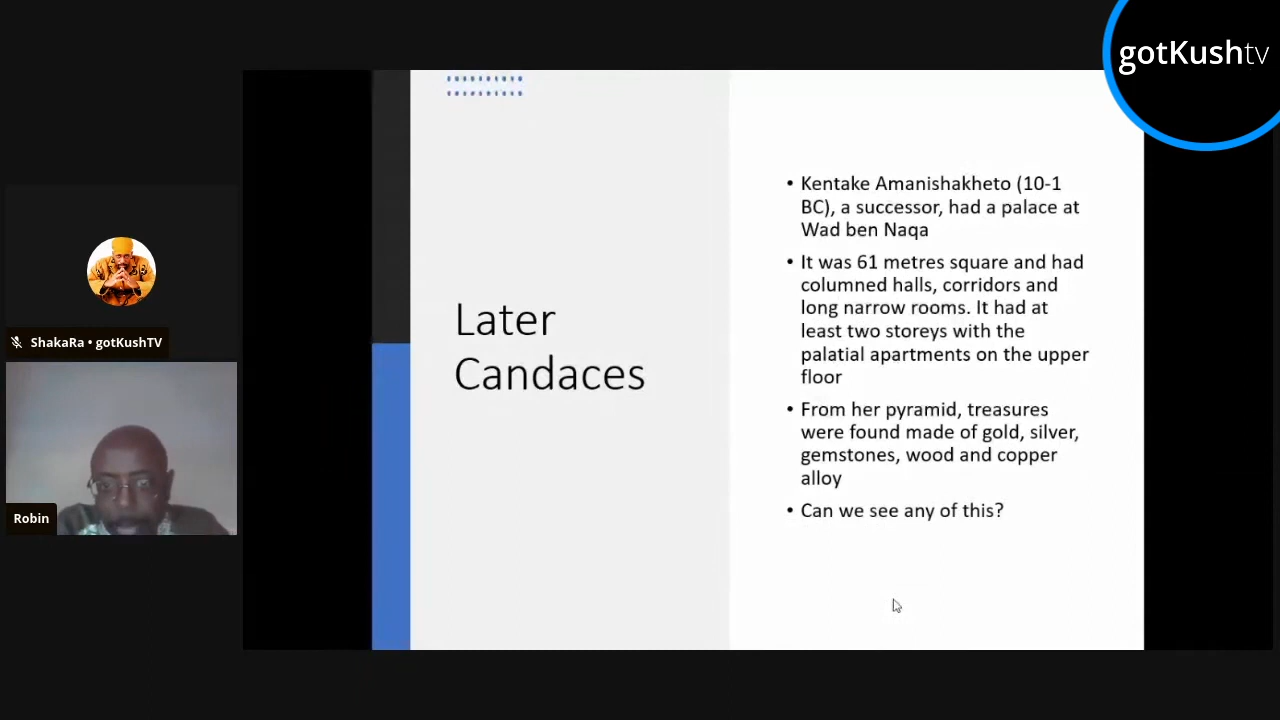 gotKushtv
Later
Candaces
• Kentake Amanishakheto (10-1
BC), a successor, had a palace at
Wad ben Naqa
• It was 61 metres square and had
columned halls, corridors and
long narrow rooms. It had at
least two storeys with the
palatial apartments on the upper
floor
• From her pyramid, treasures
were found made of gold, silver,
gemstones, wood and copper
alloy
• Can we see any of this?
ShakaRa • gotKushTV
Robin